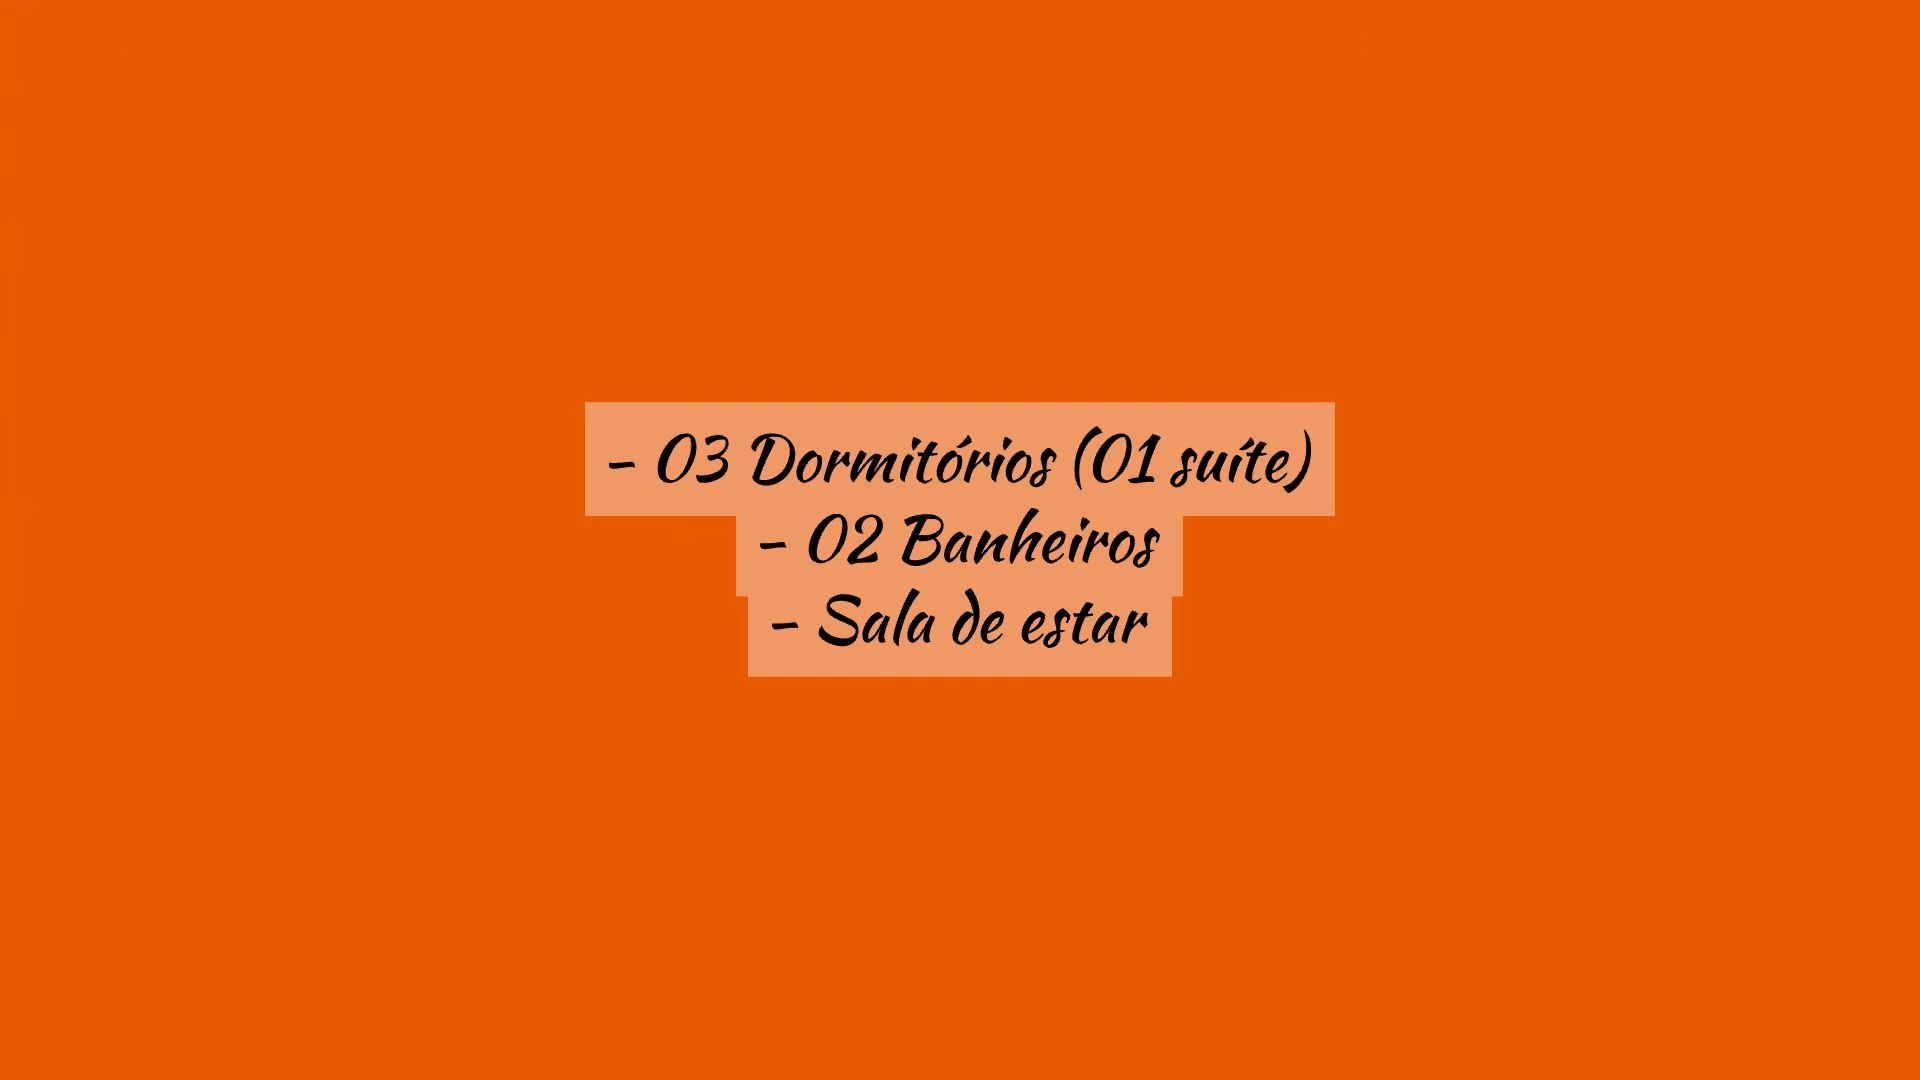 - 03 Dormitórios (01 suíte)
- 02 Banheiros
- Sala de estar